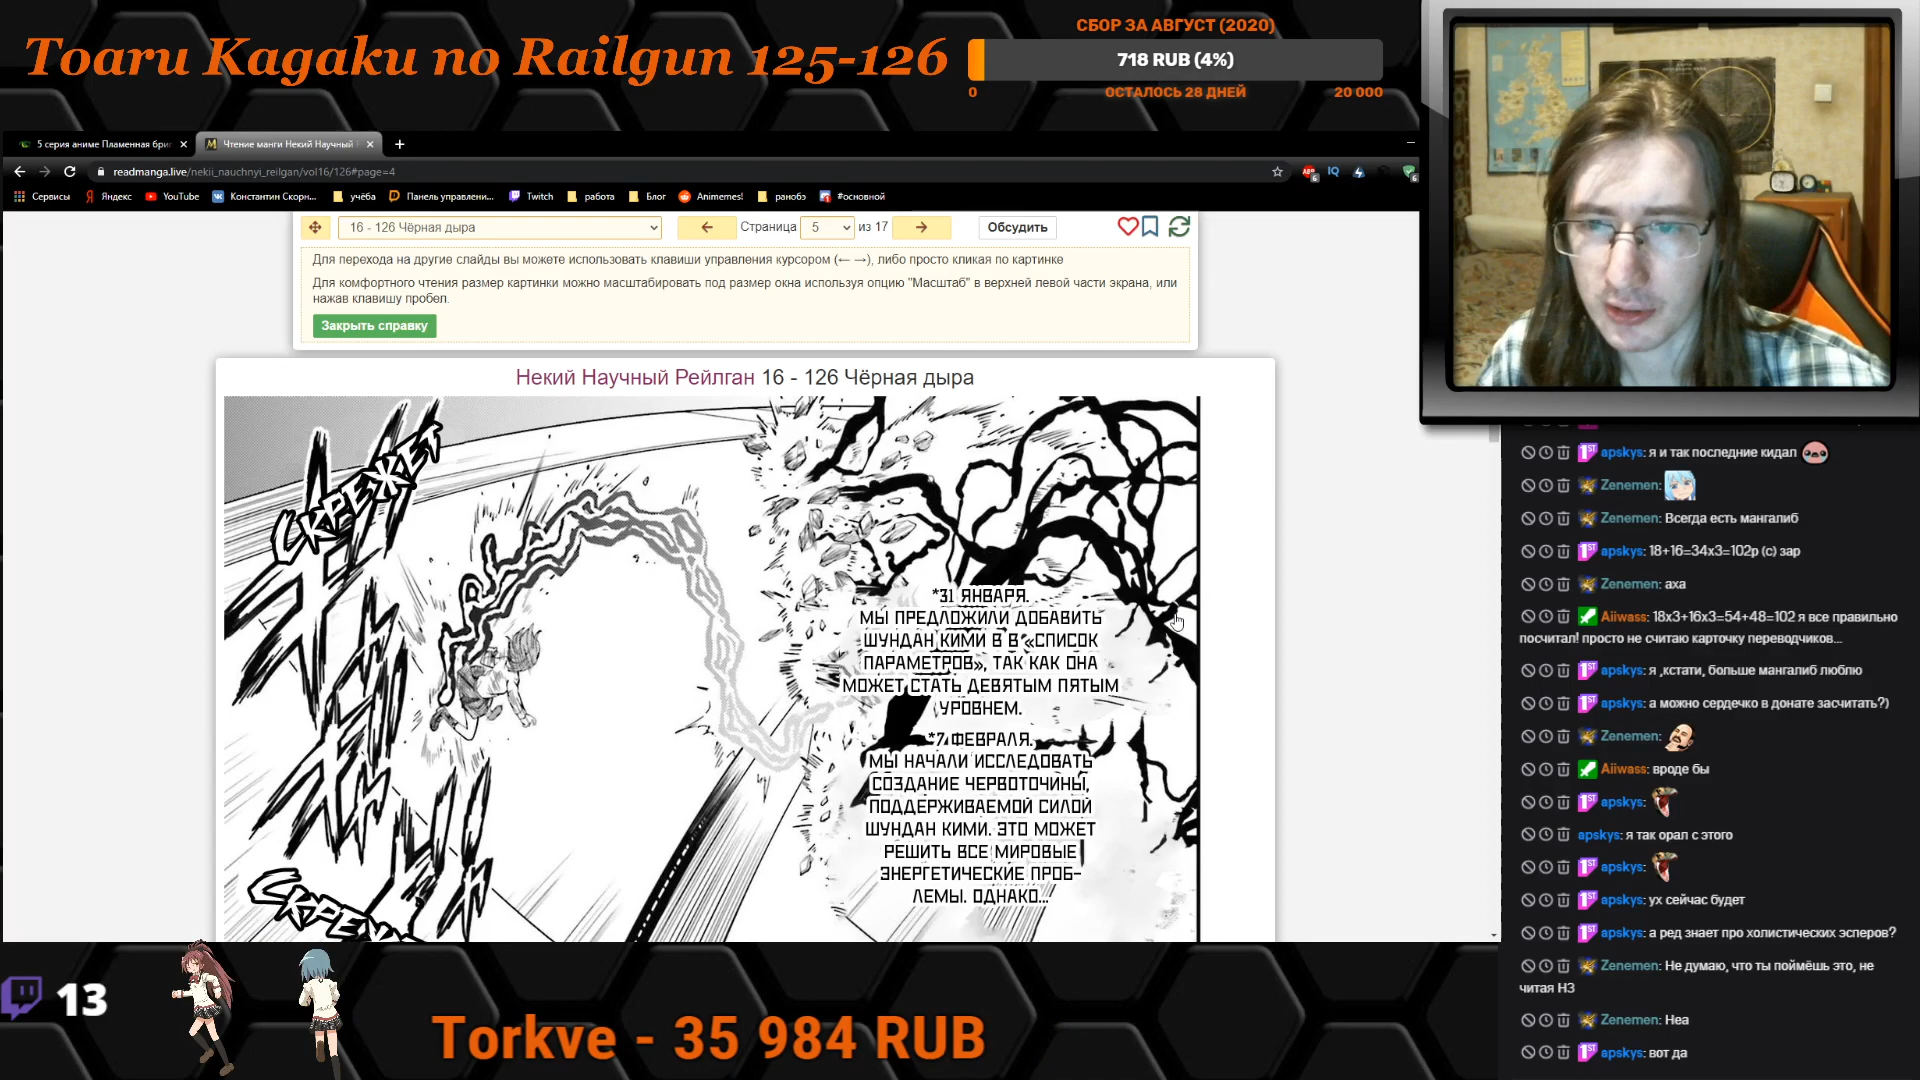 Toaru Kagaku no Railgun 125-126
СБОР ЗА АВГУСТ (2020)
718 RUB (4%)
0
ОСТАЛОСЬ 28 ДНЕЙ
20 000
5 серия аниме Пламенная бриг
Чтение манги Некий Научный Р
readmanga.live/nekii_nauchnyi_reilgan/vol16/126#page=4
Сервисы
Яндекс
YouTube
Константин Скорн...
учёба
Панель управлени...
Twitch
работа
Блог
Animemes!
ранобэ
#основной
16 - 126 Чёрная дыра
Страница
5
из 17
Обсудить
Для перехода на другие слайды вы можете использовать клавиши управления курсором (← →), либо просто кликая по картинке
Для комфортного чтения размер картинки можно масштабировать под размер окна используя опцию "Масштаб" в верхней левой части экрана, или
нажав клавишу пробел.
Закрыть справку
Некий Научный Рейлган 16 - 126 Чёрная дыра
СКРЕЖЕТ
*31 ЯНВАРЯ.
МЫ ПРЕДЛОЖИЛИ ДОБАВИТЬ
ШУНДАН КИМИ В В «СПИСОК
ПАРАМЕТРОВ», ТАК КАК ОНА
МОЖЕТ СТАТЬ ДЕВЯТЫМ ПЯТЫМ
УРОВНЕМ.
*7 ФЕВРАЛЯ.
МЫ НАЧАЛИ ИССЛЕДОВАТЬ
СОЗДАНИЕ ЧЕРВОТОЧИНЫ,
ПОДДЕРЖИВАЕМОЙ СИЛОЙ
ШУНДАН КИМИ. ЭТО МОЖЕТ
РЕШИТЬ ВСЕ МИРОВЫЕ
ЭНЕРГЕТИЧЕСКИЕ ПРОБ-
ЛЕМЫ. ОДНАКО...
apskys: я и так последние кидал
Zenemen:
Zenemen: Всегда есть мангалиб
apskys: 18+16=34x3=102р (с) зар
Zenemen: аха
Aiiwass: 18x3+16x3=54+48=102 я все правильно
посчитал! просто не считаю карточку переводчиков...
apskys: я ,кстати, больше мангалиб люблю
apskys: а можно сердечко в донате засчитать?)
Zenemen:
Aiiwass: вроде бы
apskys:
apskys: я так орал с этого
apskys:
apskys: ух сейчас будет
apskys: а ред знает про холистических эсперов?
Zenemen: Не думаю, что ты поймёшь это, не
читая НЗ
Zenemen: Неа
apskys: вот да
13
Torkve - 35 984 RUB